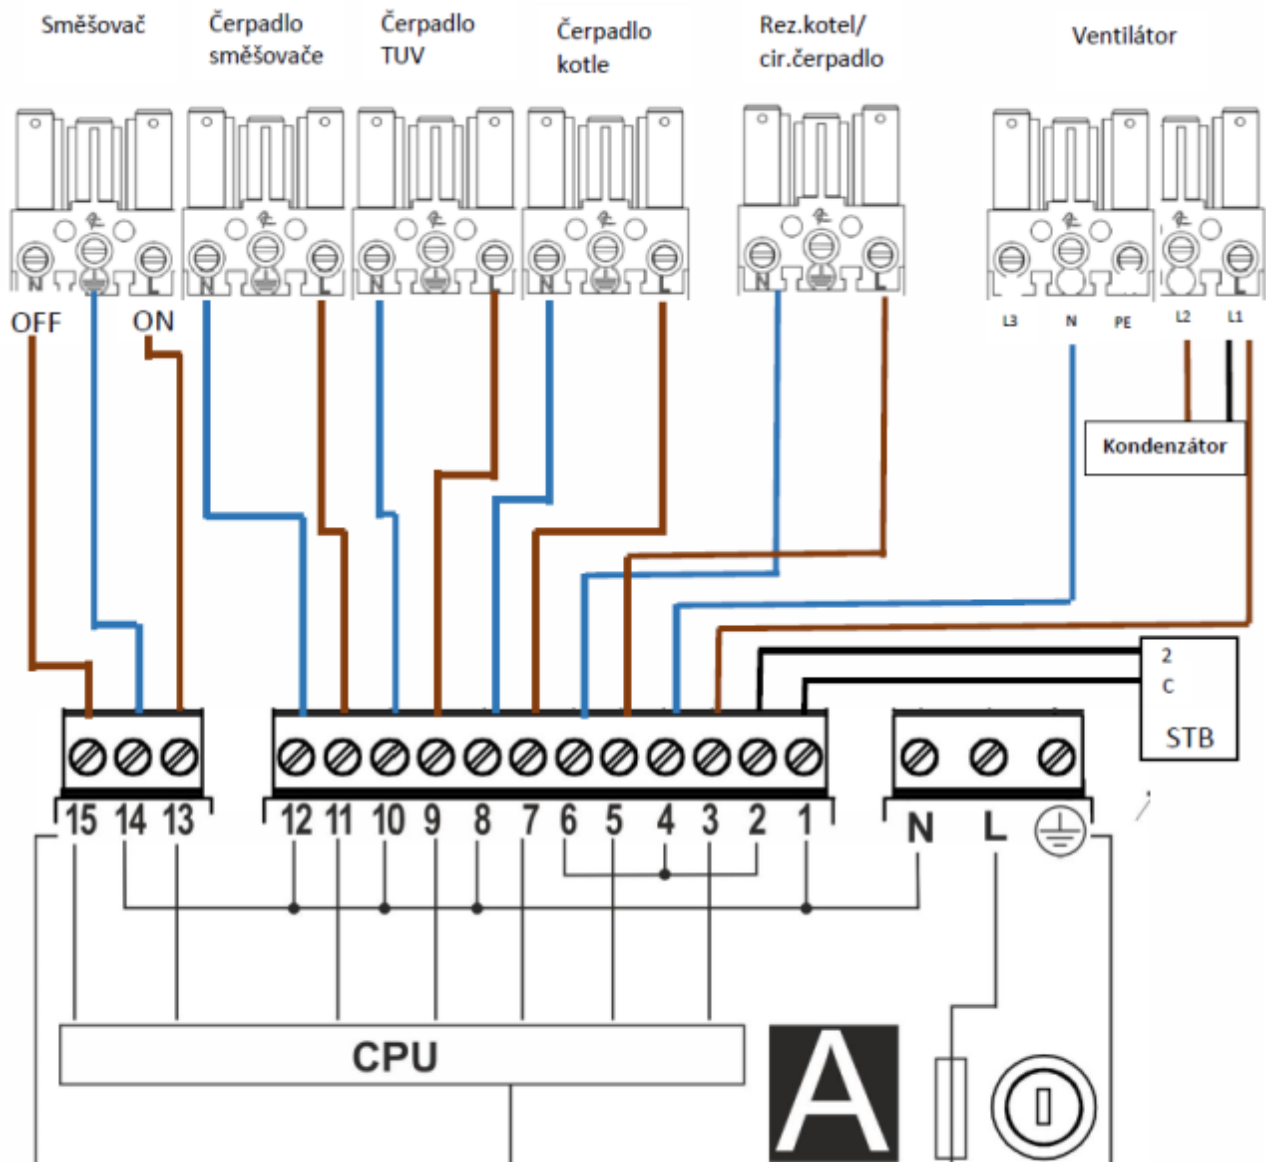 Směšovač
Čerpadlo
směšovače
Čerpadlo
TUV
Čerpadlo
kotle
Rez.kotel/
cir.čerpadlo
Ventilátor
N L
N L
N L
N L
N L
L
OFF ON
L3 N PE L2 L1
Kondenzátor
2
C
STB
15 14 13
12 11 10 9 8 7 6 5 4 3 2 1
N L
CPU
A